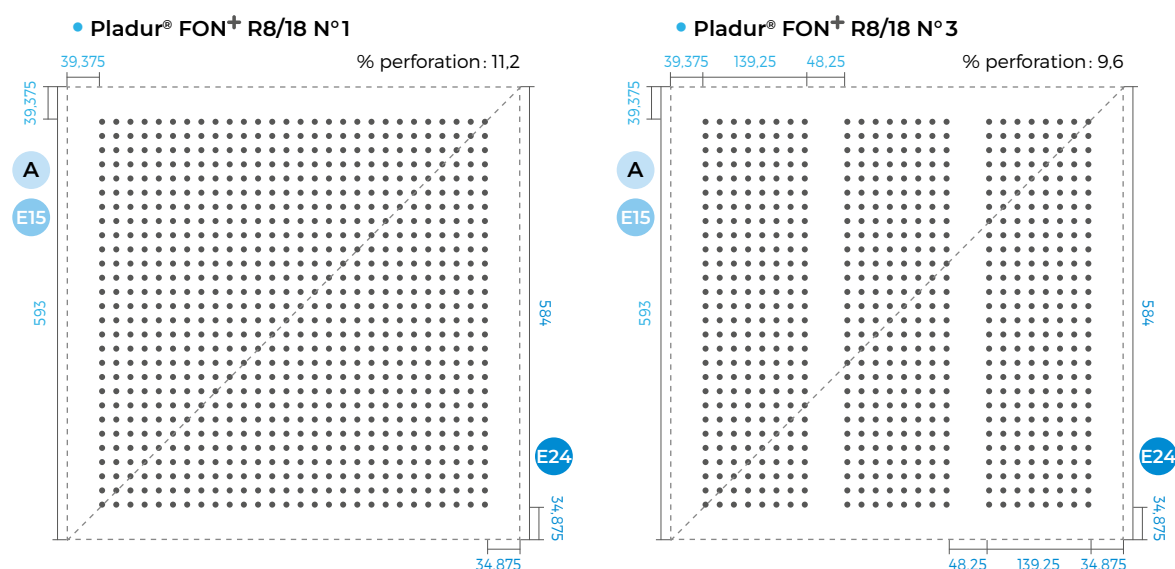 • Pladur® FON+ R8/18 N°1
39,375
% perforation: 11,2
39,375
A
E15
593
584
E24
34,875
34,875
• Pladur® FON+ R8/18 N°3
39,375 139,25 48,25
% perforation: 9,6
39,375
A
E15
593
584
E24
34,875
48,25 139,25 34,875